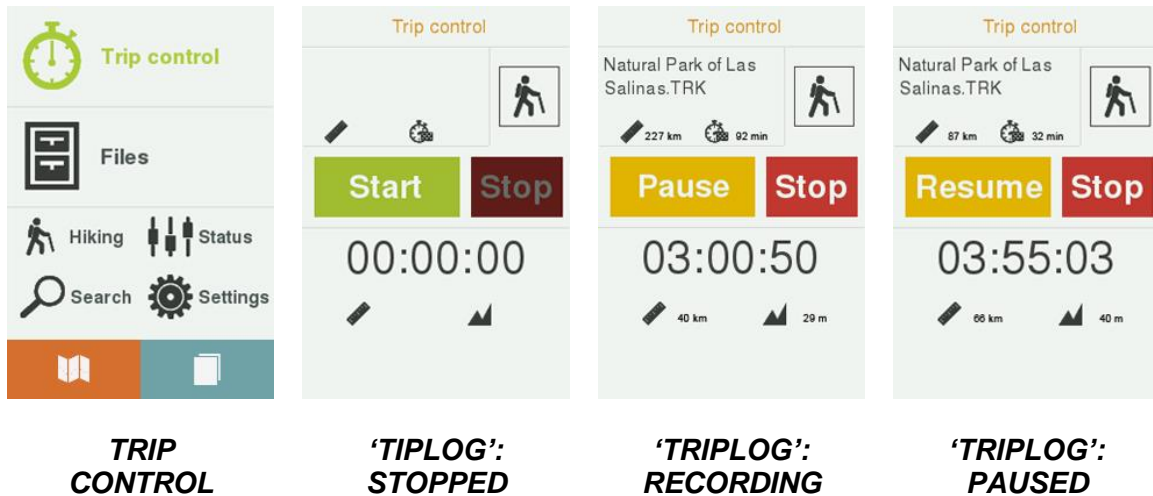 Trip control
Files
Hiking
Status
Search
Settings
TRIP
CONTROL
Trip control
Start
Stop
00:00:00
‘TIPLOG’:
STOPPED
Trip control
Natural Park of Las
Salinas.TRK
227 km
92 min
Pause
Stop
03:00:50
40 km
29 m
‘TRIPLOG’:
RECORDING
Trip control
Natural Park of Las
Salinas.TRK
87 km
32 min
Resume
Stop
03:55:03
66 km
40 m
‘TRIPLOG’:
PAUSED